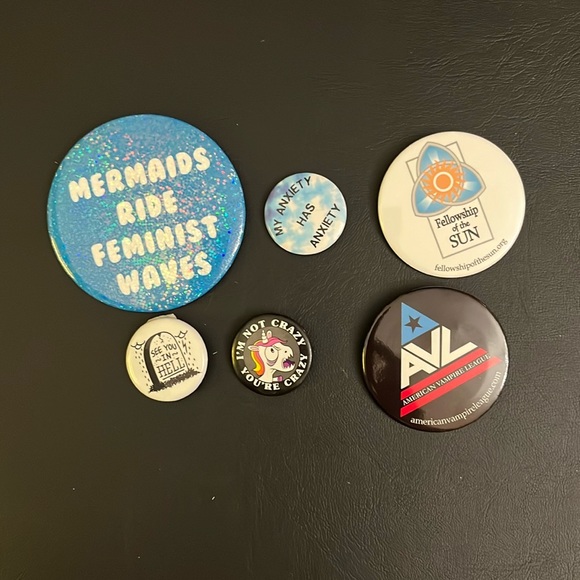 MERMAIDS
RIDE
FEMINIST
WAVES
MY ANXIETY
HAS
ANXIETY
Fellowship
of the
SUN
fellowshipofthesun.org
SEE YOU
IN
HELL
I'M NOT CRAZY
YOU'RE CRAZY
AVL
AMERICAN VAMPIRE LEAGUE
americanvampireleague.com